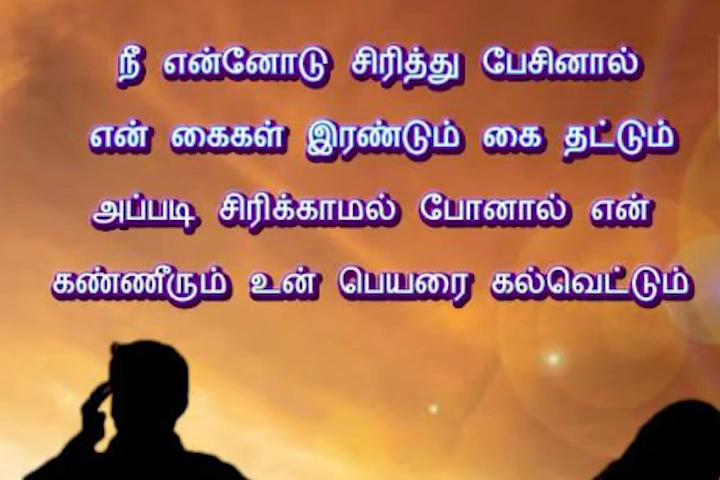 நீ என்னோடு சிரித்து பேசினால்
என் கைகள் இரண்டும் கை தட்டும்
அப்படி சிரிக்காமல் போனால் என்
கண்ணீரும் உன் பெயரை கல்வெட்டும்